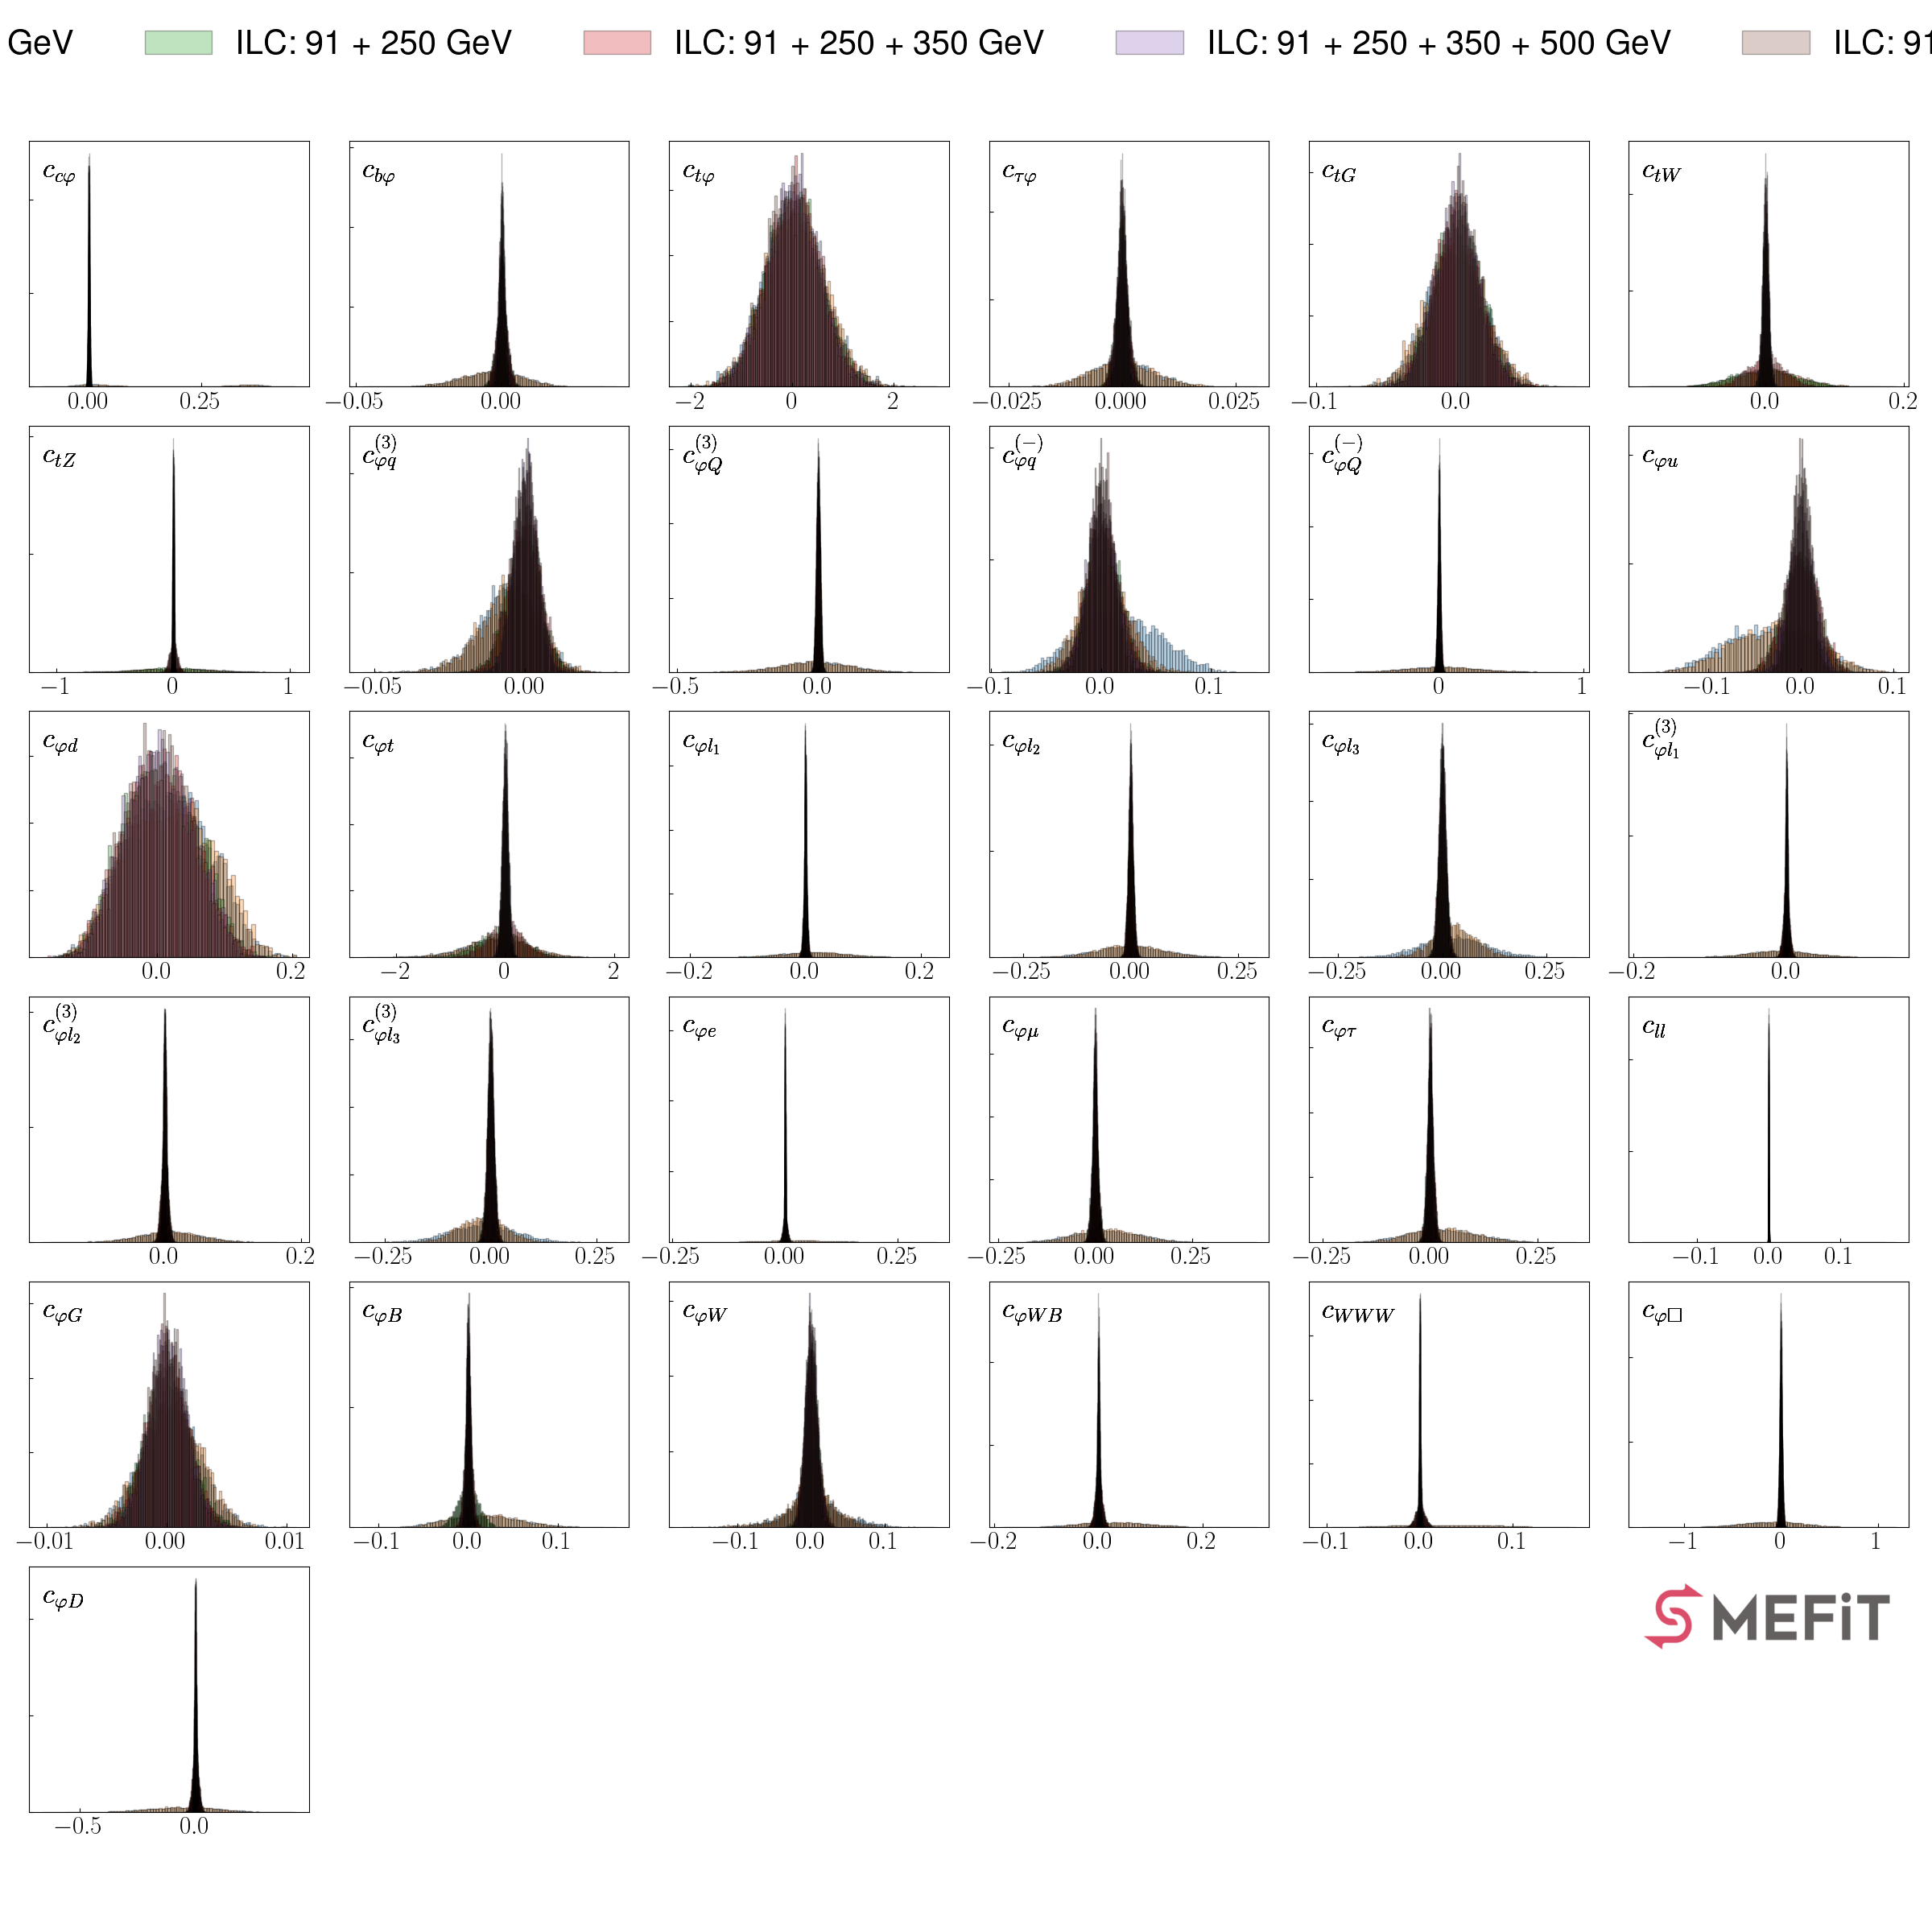 GeV ILC: 91 + 250 GeV ILC: 91 + 250 + 350 GeV ILC: 91 + 250 + 350 + 500 GeV ILC: 91
c_{cφ} c_{bφ} c_{tφ} c_{τφ} c_{tG} c_{tW}
0.00 0.25 −0.05 0.00 −2 0 2 −0.025 0.000 0.025 −0.1 0.0 0.0 0.2
c_{tZ} c_{φq}^{(3)} c_{φQ}^{(3)} c_{φq}^{(−)} c_{φQ}^{(−)} c_{φu}
−1 0 1 −0.05 0.00 −0.5 0.0 −0.1 0.0 0.1 0 1 −0.1 0.0 0.1
c_{φd} c_{φt} c_{φl_1} c_{φl_2} c_{φl_3} c_{φl_1}^{(3)}
0.0 0.2 −2 0 2 −0.2 0.0 0.2 −0.25 0.00 0.25 −0.25 0.00 0.25 −0.2 0.0
c_{φl_2}^{(3)} c_{φl_3}^{(3)} c_{φe} c_{φμ} c_{φτ} c_{ll}
0.0 0.2 −0.25 0.00 0.25 −0.25 0.00 0.25 −0.25 0.00 0.25 −0.25 0.00 0.25 −0.1 0.0 0.1
c_{φG} c_{φB} c_{φW} c_{φWB} c_{WWW} c_{φ□}
−0.01 0.00 0.01 −0.1 0.0 0.1 −0.1 0.0 0.1 −0.2 0.0 0.2 −0.1 0.0 0.1 −1 0 1
c_{φD} SMEFiT
−0.5 0.0